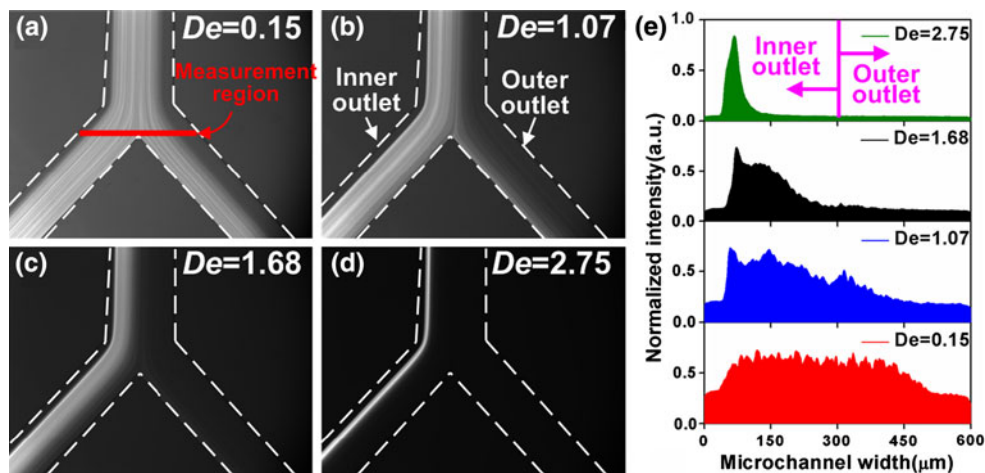 (a)
De=0.15
Measurement
region
(b)
De=1.07
Inner
outlet
Outer
outlet
(c)
De=1.68
(d)
De=2.75
(e)
Normalized intensity(a.u.)
1.0
De=2.75
Inner
outlet
Outer
outlet
0.5
0.0
De=1.68
0.5
0.0
De=1.07
0.5
0.0
De=0.15
0.5
0.0
0
150
300
450
600
Microchannel width(μm)